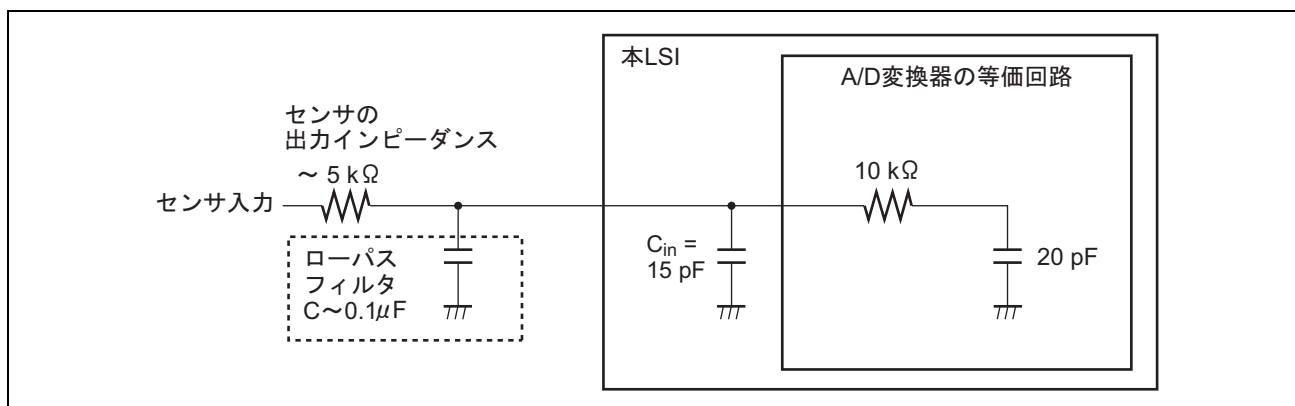 本LSI
A/D変換器の等価回路
センサの
出力インピーダンス
～ 5 kΩ
センサ入力
ローパス
フィルタ
C～0.1μF
Cin =
15 pF
10 kΩ
20 pF